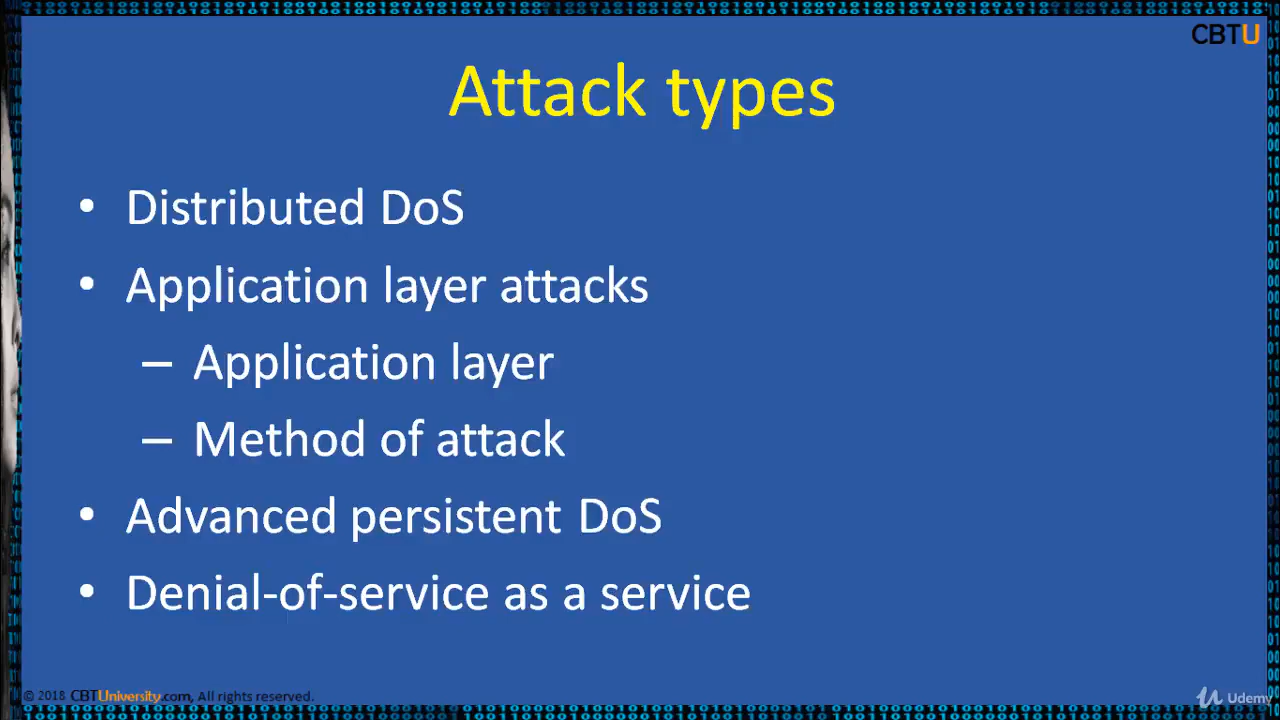 CBTU
Attack types
• Distributed DoS
• Application layer attacks
– Application layer
– Method of attack
• Advanced persistent DoS
• Denial-of-service as a service
© 2018 CBTUniversity.com, All rights reserved.
Udemy